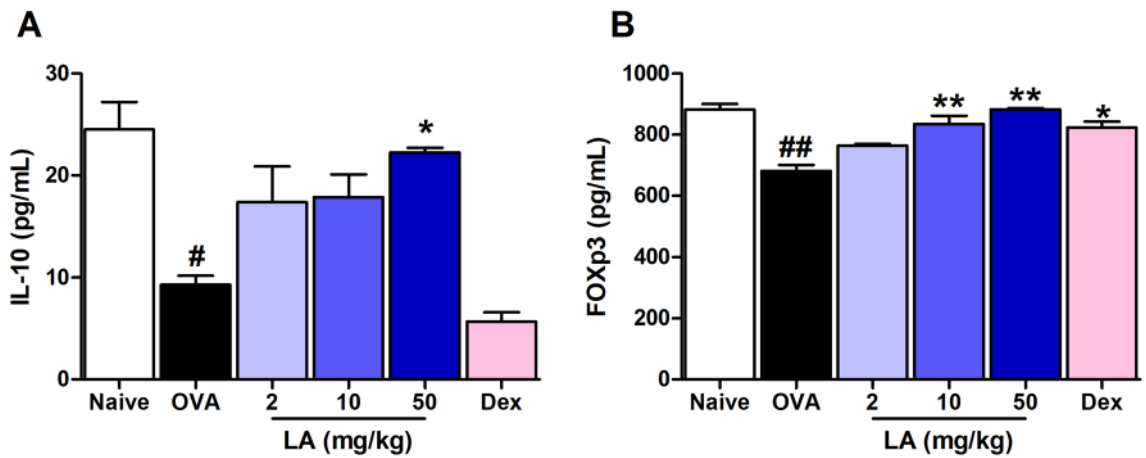 A
IL-10 (pg/mL)
30
20
10
0
#
*
Naive OVA 2 10 50 Dex
LA (mg/kg)
B
FOXp3 (pg/mL)
1000
800
600
400
200
0
##
**
**
*
Naive OVA 2 10 50 Dex
LA (mg/kg)